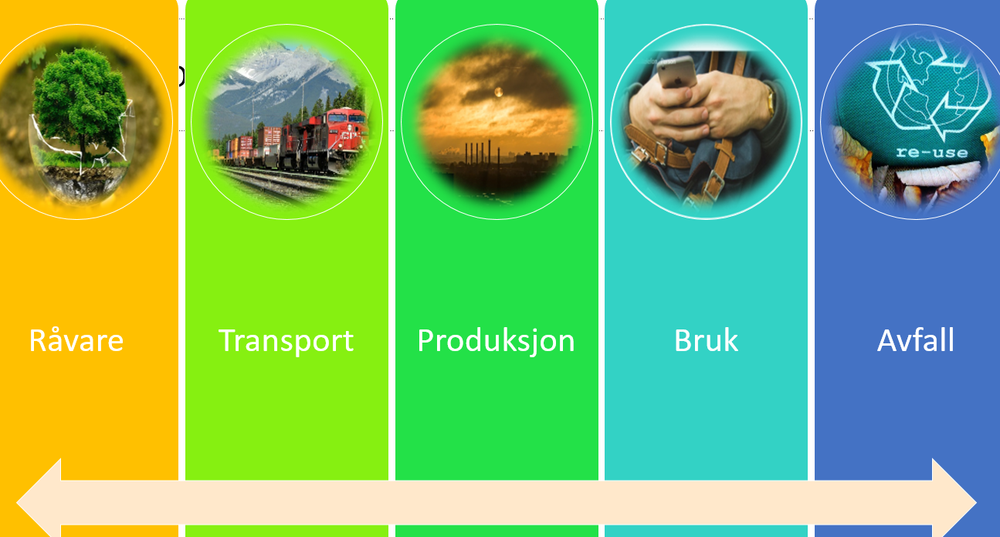 re-use
Råvare
Transport
Produksjon
Bruk
Avfall